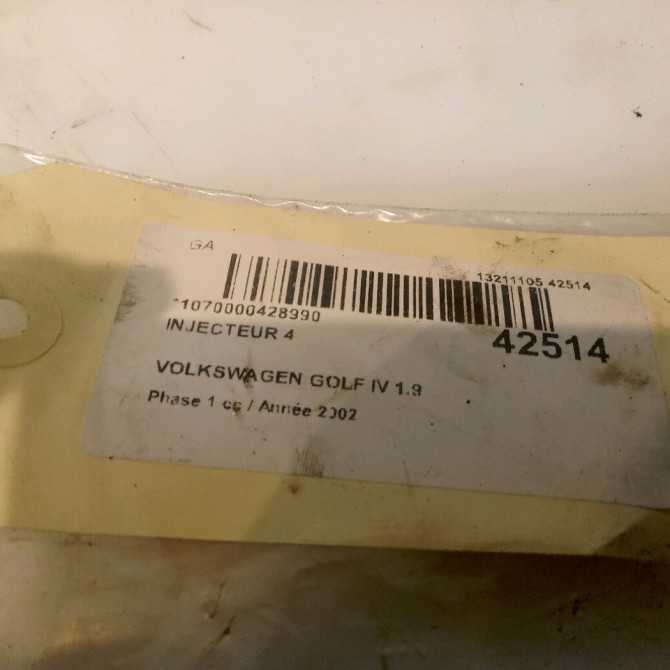 GA
13211105 42514
*1070000428990
INJECTEUR 4
42514
VOLKSWAGEN GOLF IV 1.9
Phase 1 cc / Année 2002